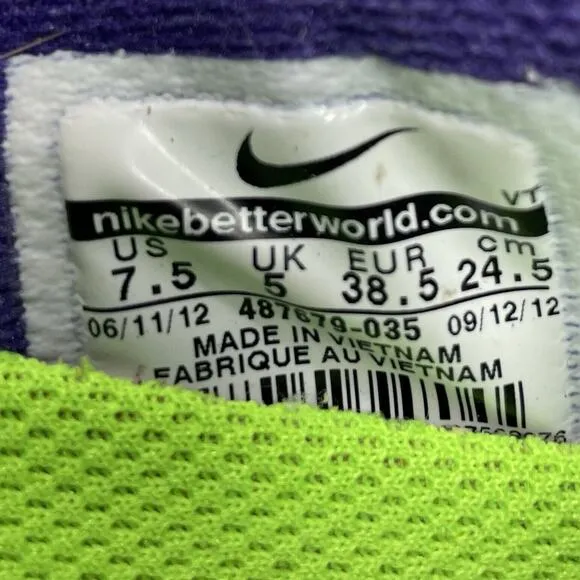 nikebetterworld.com
VT
US UK EUR cm
7.5 5 38.5 24.5
06/11/12 487679-035 09/12/12
MADE IN VIETNAM
FABRIQUE AU VIETNAM